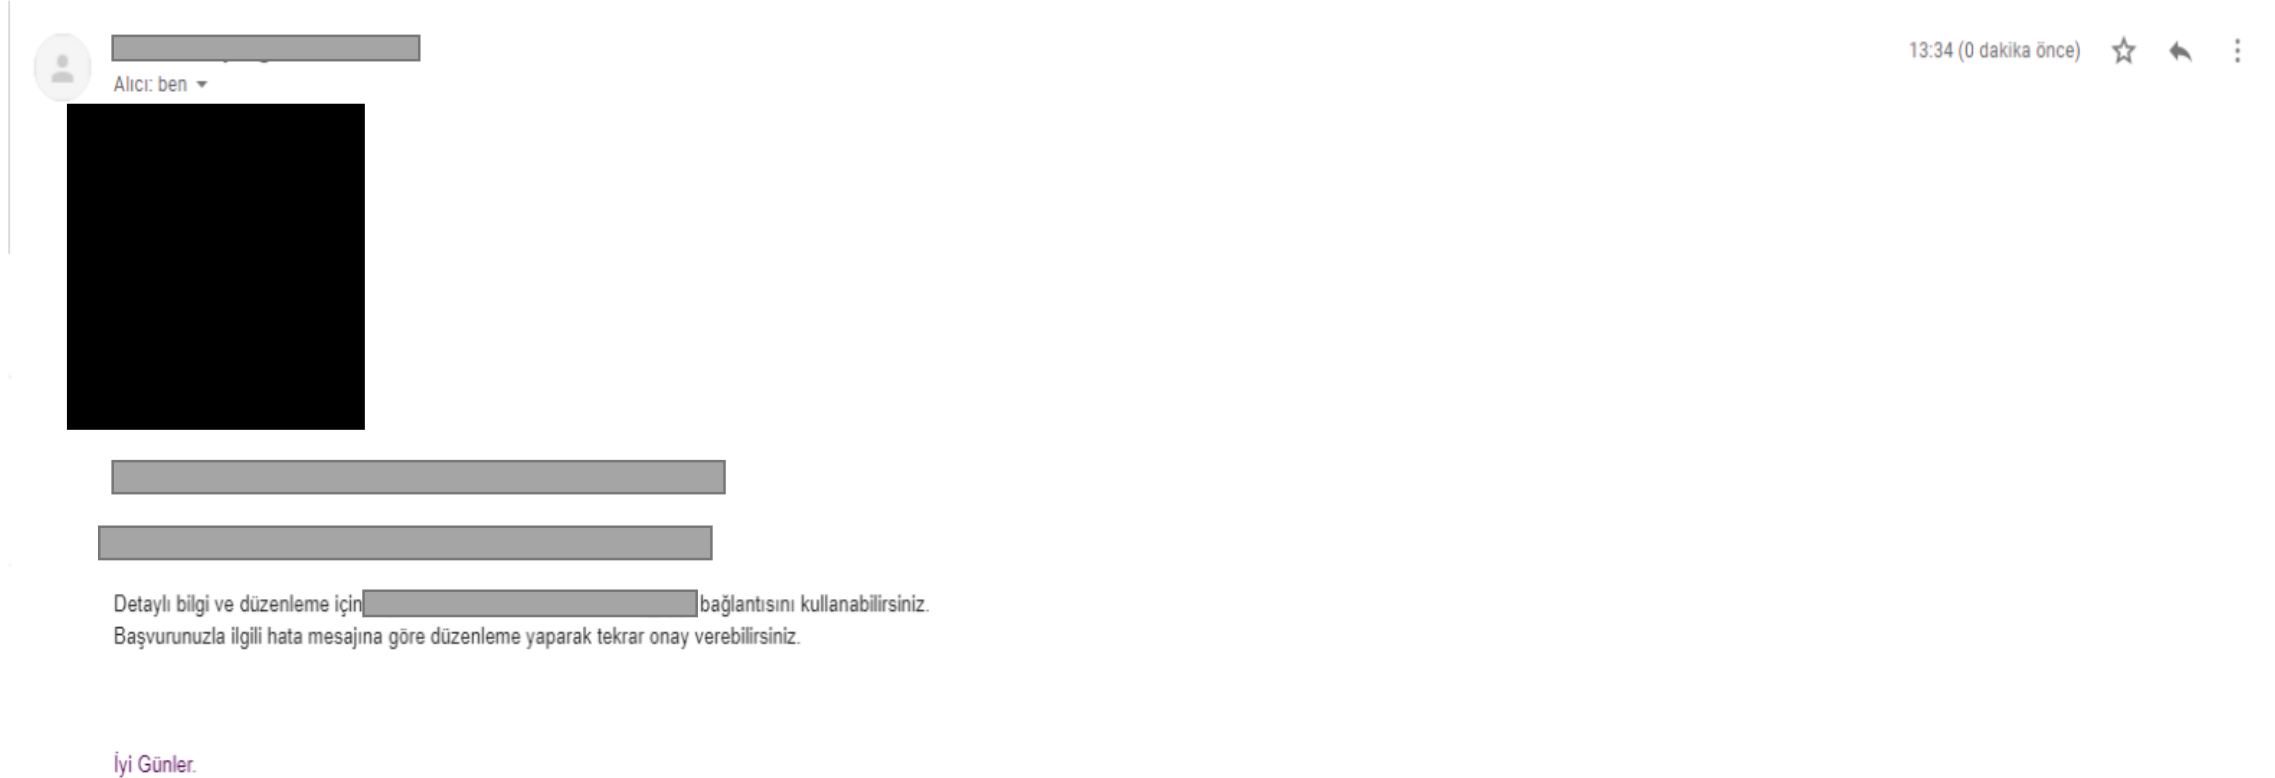 13:34 (0 dakika önce)
Alıcı: ben
Detaylı bilgi ve düzenleme için bağlantısını kullanabilirsiniz.
Başvurunuzla ilgili hata mesajına göre düzenleme yaparak tekrar onay verebilirsiniz.
İyi Günler.